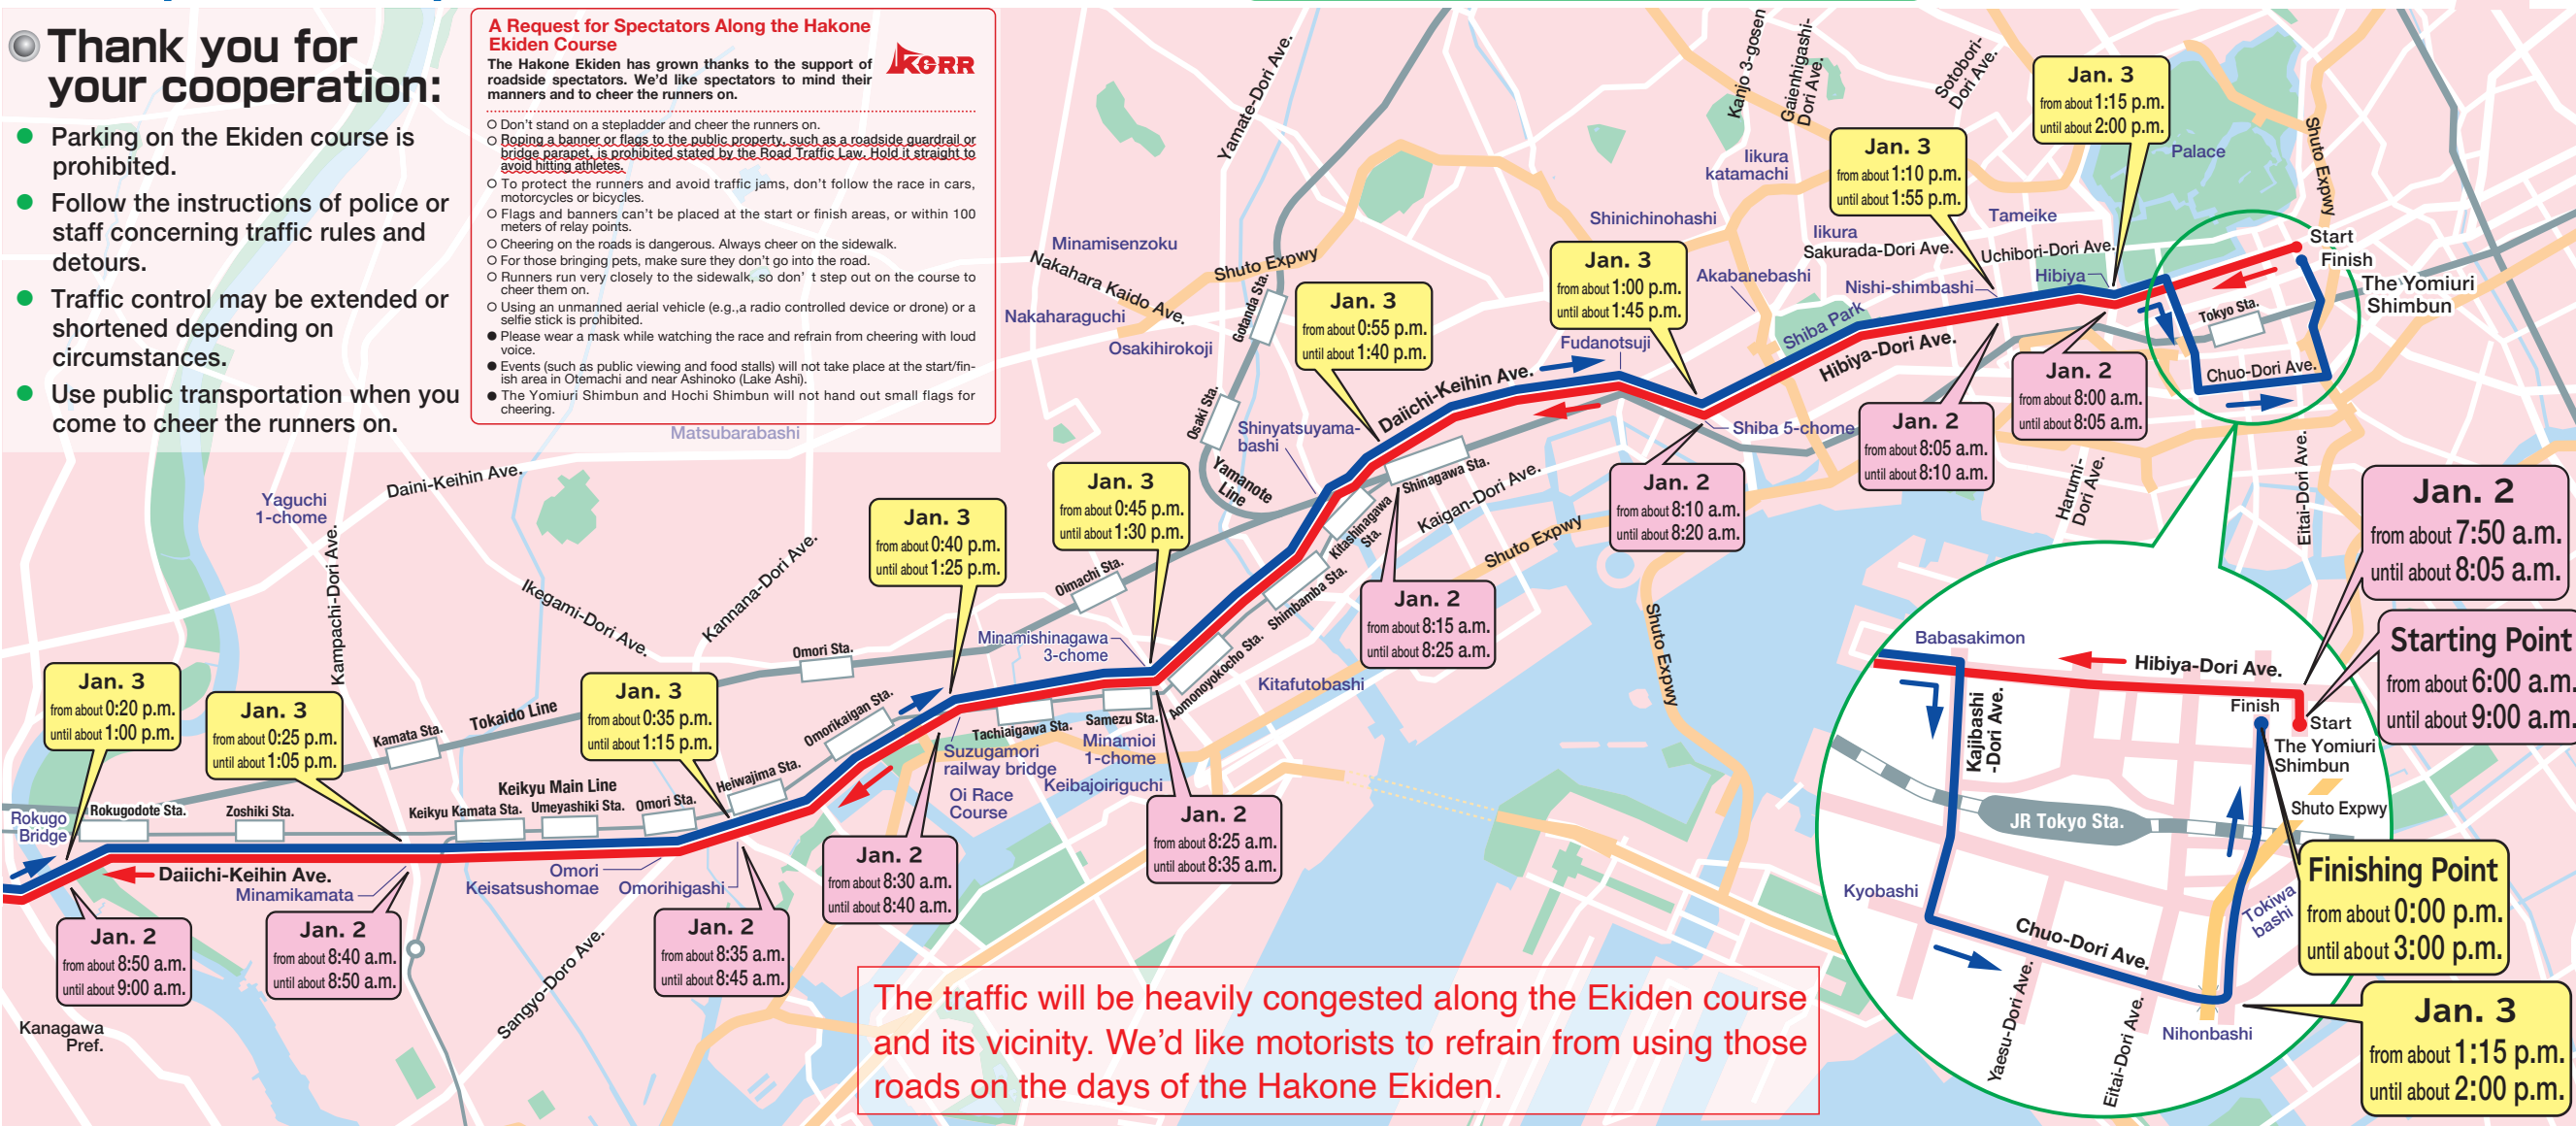 Thank you for
your cooperation:
● Parking on the Ekiden course is
prohibited.
● Follow the instructions of police or
staff concerning traffic rules and
detours.
● Traffic control may be extended or
shortened depending on
circumstances.
● Use public transportation when you
come to cheer the runners on.
A Request for Spectators Along the Hakone
Ekiden Course
KGRR
The Hakone Ekiden has grown thanks to the support of
roadside spectators. We'd like spectators to mind their
manners and to cheer the runners on.
○ Don't stand on a stepladder and cheer the runners on.
○ Roping a banner or flags to the public property, such as a roadside guardrail or
bridge parapet, is prohibited stated by the Road Traffic Law. Hold it straight to
avoid hitting athletes.
○ To protect the runners and avoid traffic jams, don't follow the race in cars,
motorcycles or bicycles.
○ Flags and banners can't be placed at the start or finish areas, or within 100
meters of relay points.
○ Cheering on the roads is dangerous. Always cheer on the sidewalk.
○ For those bringing pets, make sure they don't go into the road.
○ Runners run very closely to the sidewalk, so don' t step out on the course to
cheer them on.
○ Using an unmanned aerial vehicle (e.g.,a radio controlled device or drone) or a
selfie stick is prohibited.
● Please wear a mask while watching the race and refrain from cheering with loud
voice.
● Events (such as public viewing and food stalls) will not take place at the start/fin-
ish area in Otemachi and near Ashinoko (Lake Ashi).
● The Yomiuri Shimbun and Hochi Shimbun will not hand out small flags for
cheering.
Matsubarabashi
Daini-Keihin Ave.
Yaguchi
1-chome
Kampachi-Dori Ave.
Ikegami-Dori Ave.
Kannana-Dori Ave.
Yamate-Dori Ave.
Kanjo 3-gosen
Gaienhigashi-
Dori Ave.
Sotobori-
Dori Ave.
Shuto Expwy
Palace
Iikura
katamachi
Shinichinohashi
Minamisenzoku
Nakahara Kaido Ave.
Nakaharaguchi
Osakihirokoji
Shuto Expwy
Gotanda Sta.
Osaki Sta.
Yamanote
Line
Shinyatsuyama-
bashi
Akabanebashi
Iikura
Sakurada-Dori Ave.
Tameike
Uchibori-Dori Ave.
Hibiya
Nishi-shimbashi
Shiba Park
Hibiya-Dori Ave.
Fudanotsuji
Daiichi-Keihin Ave.
Shiba 5-chome
Start
Finish
The Yomiuri
Shimbun
Tokyo Sta.
Chuo-Dori Ave.
Eitai-Dori Ave.
Harumi-
Dori Ave.
Jan. 3
from about 1:15 p.m.
until about 2:00 p.m.
Jan. 3
from about 1:10 p.m.
until about 1:55 p.m.
Jan. 3
from about 1:00 p.m.
until about 1:45 p.m.
Jan. 3
from about 0:55 p.m.
until about 1:40 p.m.
Jan. 3
from about 0:45 p.m.
until about 1:30 p.m.
Jan. 3
from about 0:40 p.m.
until about 1:25 p.m.
Jan. 3
from about 0:35 p.m.
until about 1:15 p.m.
Jan. 3
from about 0:25 p.m.
until about 1:05 p.m.
Jan. 3
from about 0:20 p.m.
until about 1:00 p.m.
Jan. 2
from about 8:00 a.m.
until about 8:05 a.m.
Jan. 2
from about 8:05 a.m.
until about 8:10 a.m.
Jan. 2
from about 8:10 a.m.
until about 8:20 a.m.
Jan. 2
from about 8:15 a.m.
until about 8:25 a.m.
Jan. 2
from about 8:25 a.m.
until about 8:35 a.m.
Jan. 2
from about 8:30 a.m.
until about 8:40 a.m.
Jan. 2
from about 8:35 a.m.
until about 8:45 a.m.
Jan. 2
from about 8:40 a.m.
until about 8:50 a.m.
Jan. 2
from about 8:50 a.m.
until about 9:00 a.m.
Shinagawa Sta.
Kitashinagawa
Sta.
Kaigan-Dori Ave.
Shuto Expwy
Shuto Expwy
Shimbamba Sta.
Aomonoyokocho Sta.
Kitafutobashi
Oimachi Sta.
Minamishinagawa
3-chome
Omori Sta.
Omorikaigan Sta.
Tachiaigawa Sta.
Samezu Sta.
Minamioi
1-chome
Keibajoiriguchi
Suzugamori
railway bridge
Oi Race
Course
Heiwajima Sta.
Tokaido Line
Kamata Sta.
Keikyu Main Line
Keikyu Kamata Sta.
Umeyashiki Sta.
Omori Sta.
Zoshiki Sta.
Rokugodote Sta.
Rokugo
Bridge
Daiichi-Keihin Ave.
Minamikamata
Omori
Keisatsushomae
Omorihigashi
Sangyo-Doro Ave.
Kanagawa
Pref.
The traffic will be heavily congested along the Ekiden course
and its vicinity. We'd like motorists to refrain from using those
roads on the days of the Hakone Ekiden.
Jan. 2
from about 7:50 a.m.
until about 8:05 a.m.
Starting Point
from about 6:00 a.m.
until about 9:00 a.m.
Babasakimon
Hibiya-Dori Ave.
Kajibashi
-Dori Ave.
Finish
Start
The Yomiuri
Shimbun
Shuto Expwy
JR Tokyo Sta.
Kyobashi
Chuo-Dori Ave.
Tokiwa
bashi
Yaesu-Dori Ave.
Eitai-Dori Ave.
Nihonbashi
Finishing Point
from about 0:00 p.m.
until about 3:00 p.m.
Jan. 3
from about 1:15 p.m.
until about 2:00 p.m.